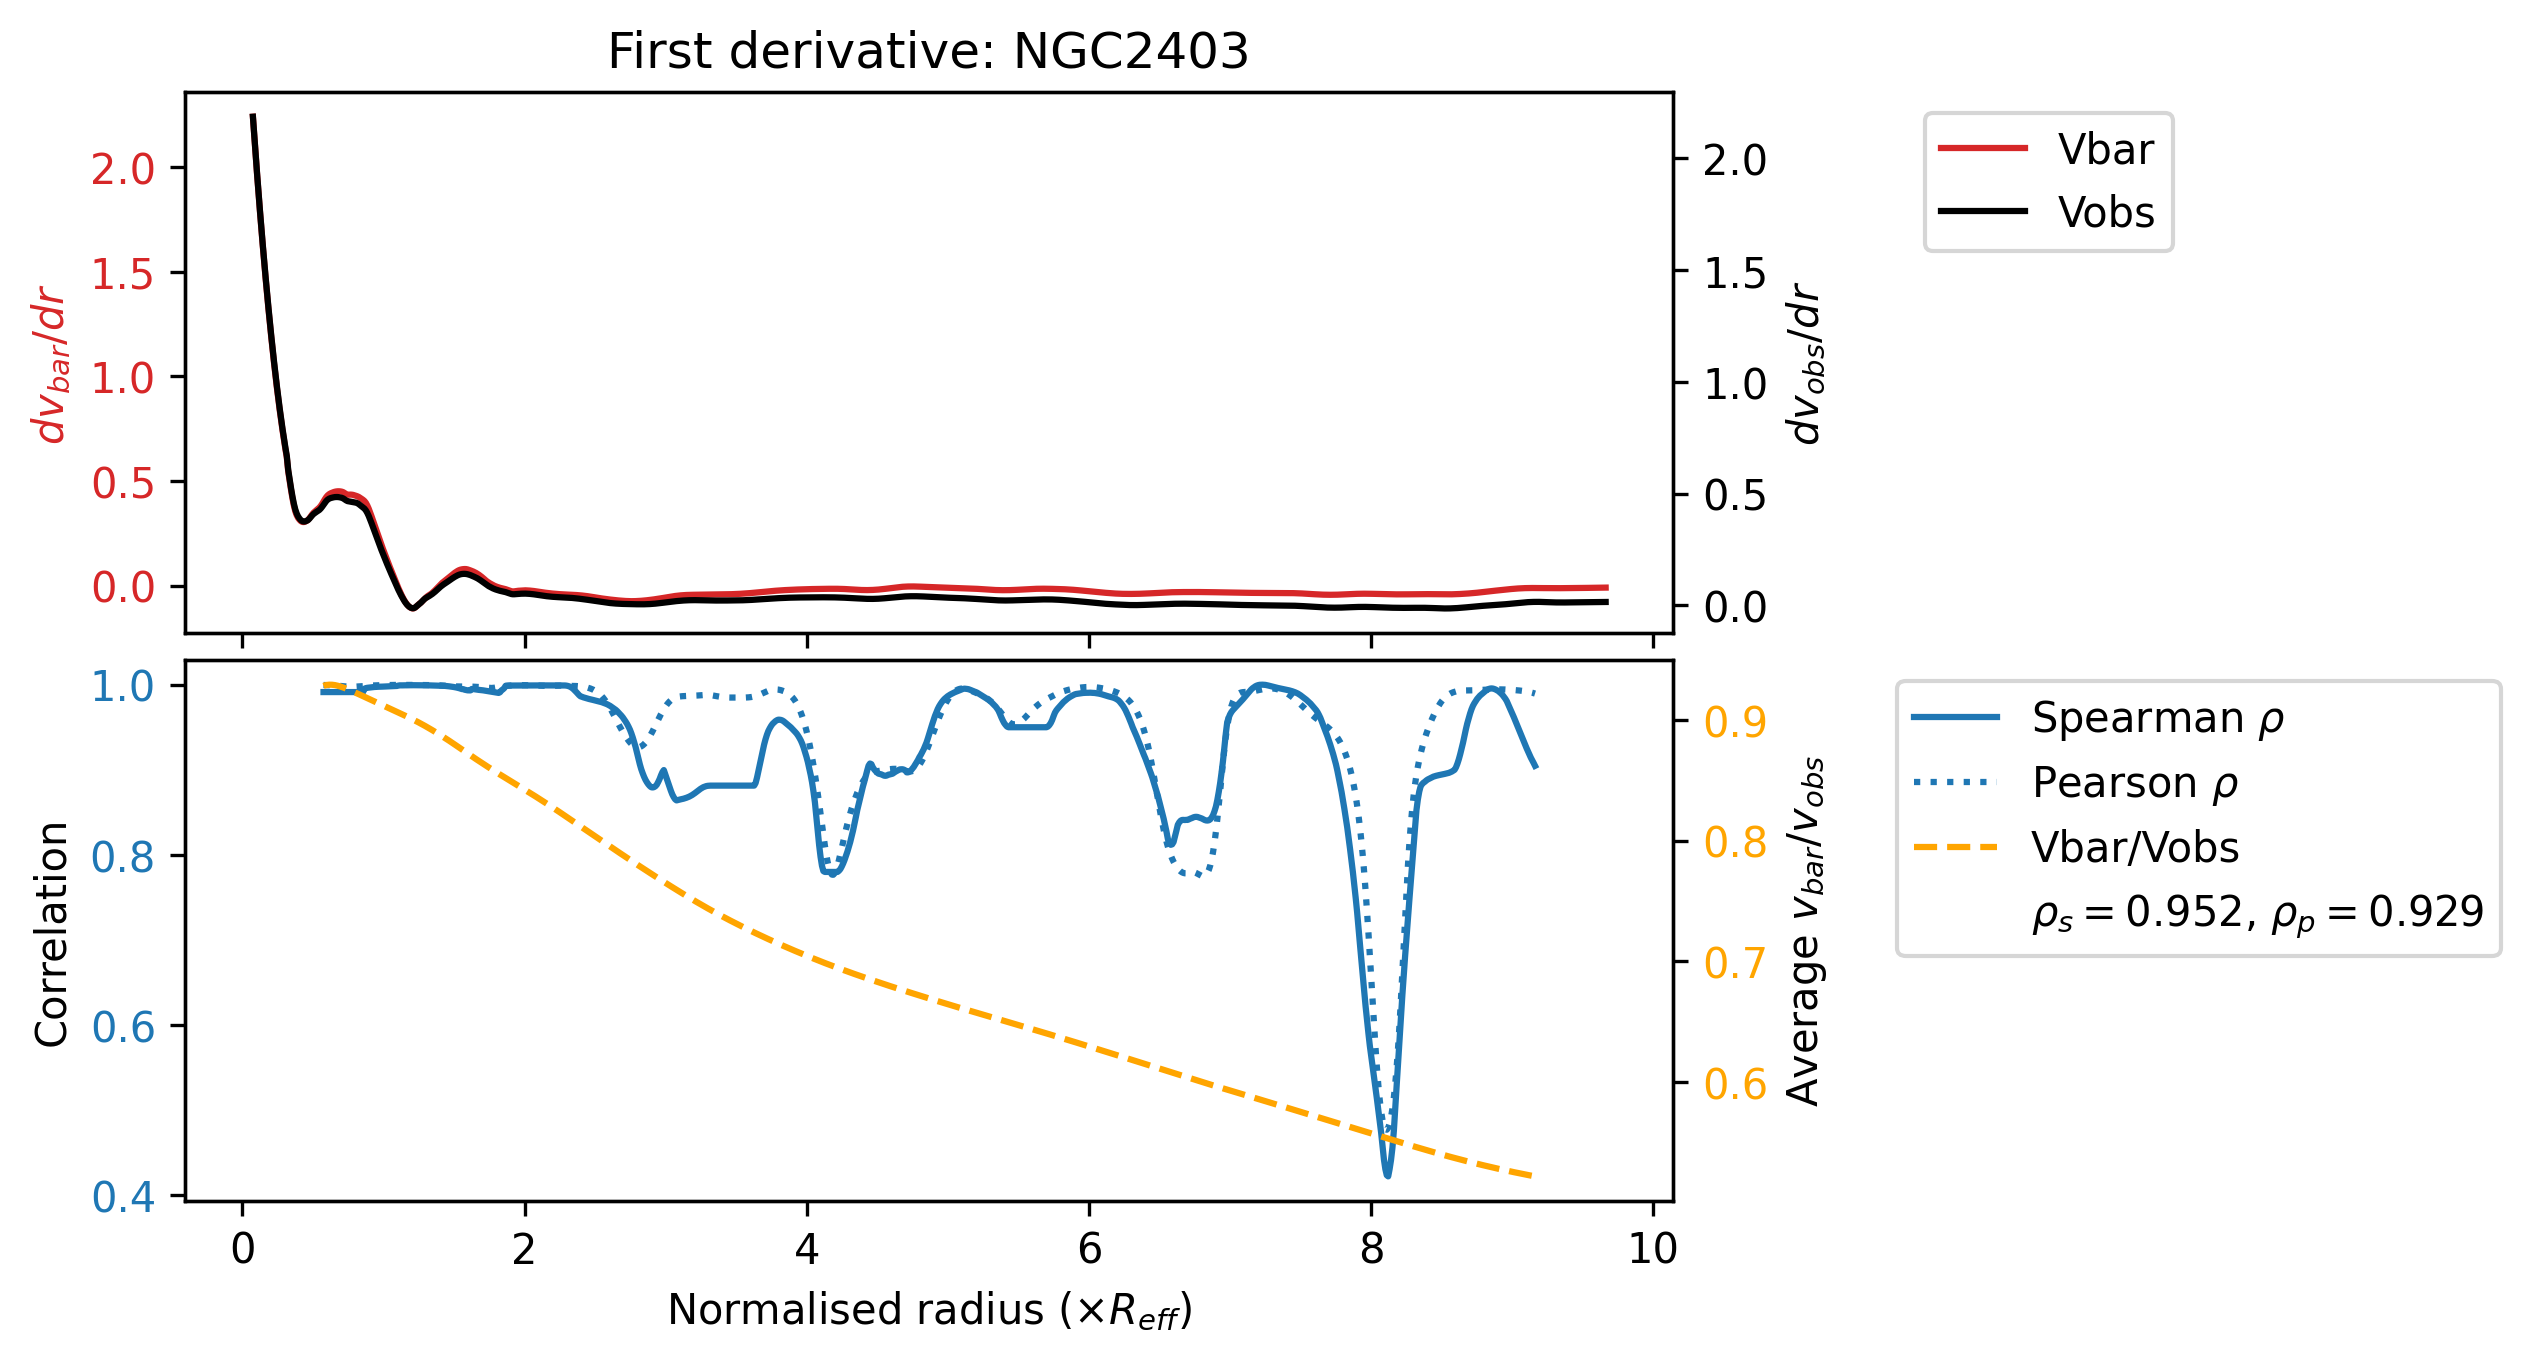 First derivative: NGC2403
2.0
1.5
1.0
0.5
0.0
dv_bar/dr
2.0
1.5
1.0
0.5
0.0
dv_obs/dr
Vbar
Vobs
1.0
0.8
0.6
0.4
Correlation
0.9
0.8
0.7
0.6
Average v_bar/v_obs
Spearman ρ
Pearson ρ
Vbar/Vobs
ρ_s = 0.952, ρ_p = 0.929
0 2 4 6 8 10
Normalised radius (×R_eff)